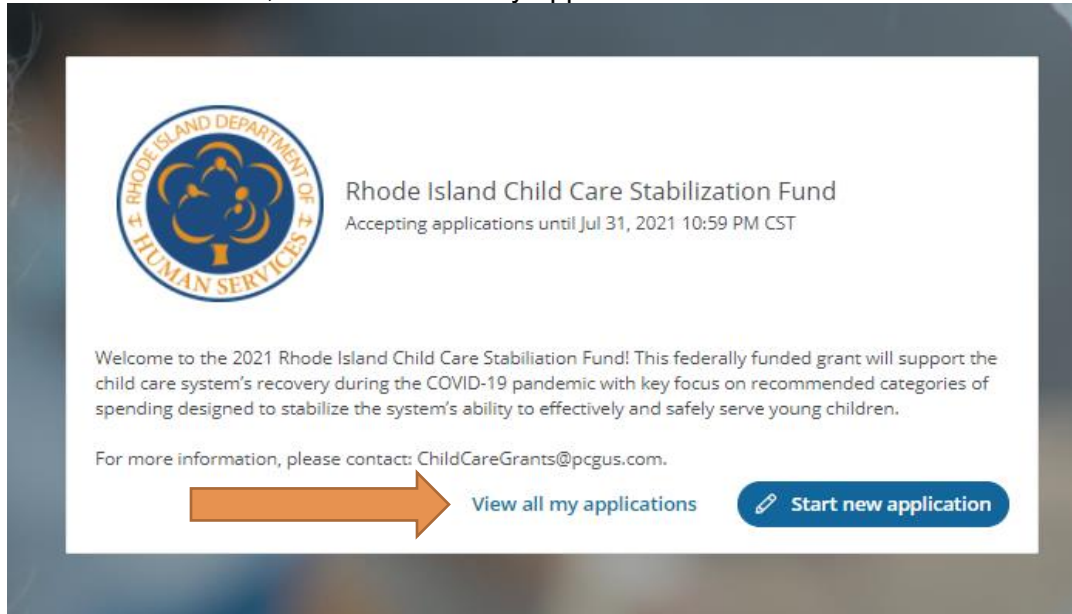 RHODE ISLAND DEPARTMENT OF
HUMAN SERVICES
Rhode Island Child Care Stabilization Fund
Accepting applications until Jul 31, 2021 10:59 PM CST
Welcome to the 2021 Rhode Island Child Care Stabiliation Fund! This federally funded grant will support the
child care system's recovery during the COVID-19 pandemic with key focus on recommended categories of
spending designed to stabilize the system's ability to effectively and safely serve young children.
For more information, please contact: ChildCareGrants@pcgus.com.
View all my applications
Start new application